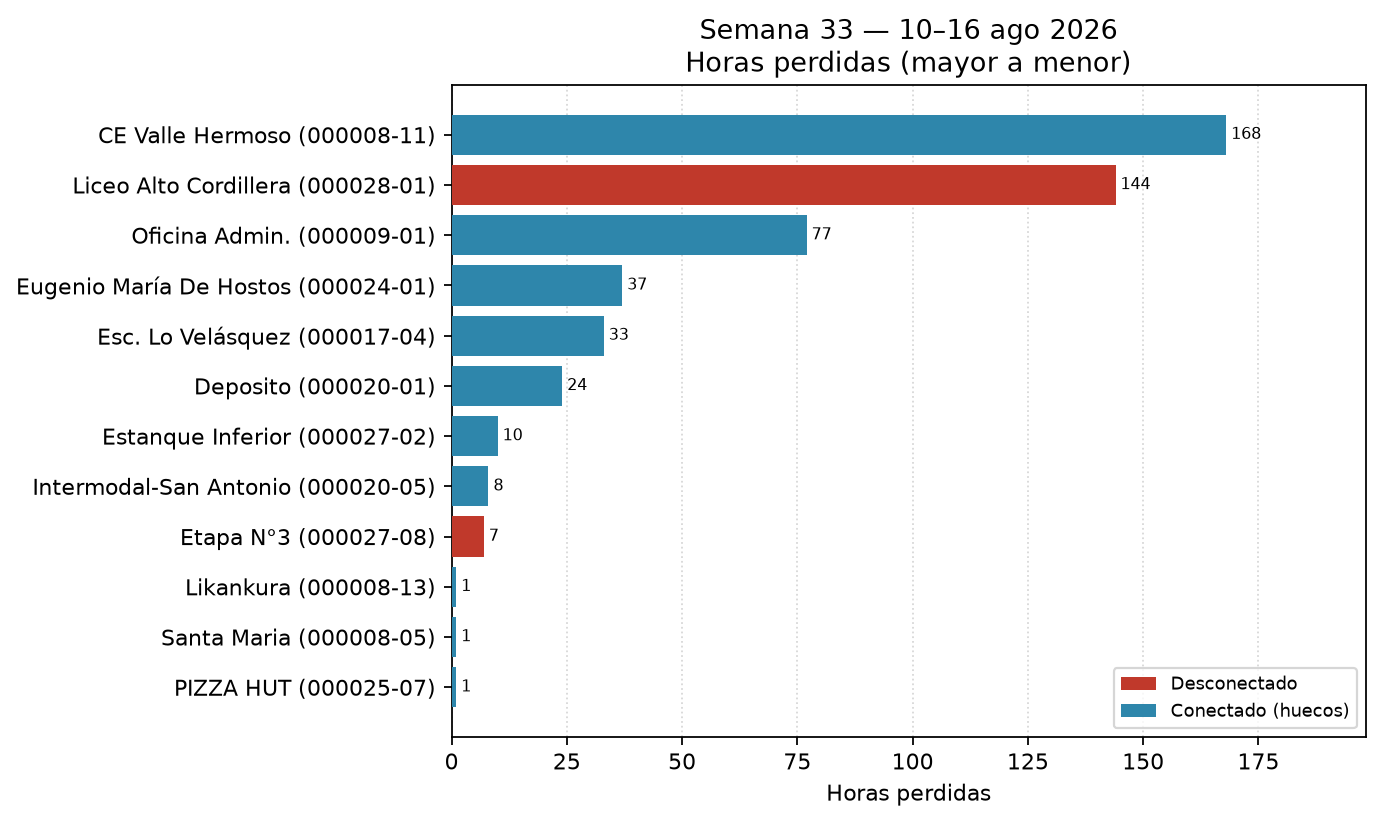 Semana 33 — 10–16 ago 2026
Horas perdidas (mayor a menor)
CE Valle Hermoso (000008-11) 168
Liceo Alto Cordillera (000028-01) 144
Oficina Admin. (000009-01) 77
Eugenio María De Hostos (000024-01) 37
Esc. Lo Velásquez (000017-04) 33
Deposito (000020-01) 24
Estanque Inferior (000027-02) 10
Intermodal-San Antonio (000020-05) 8
Etapa N°3 (000027-08) 7
Likankura (000008-13) 1
Santa Maria (000008-05) 1
PIZZA HUT (000025-07) 1
Desconectado
Conectado (huecos)
0 25 50 75 100 125 150 175
Horas perdidas